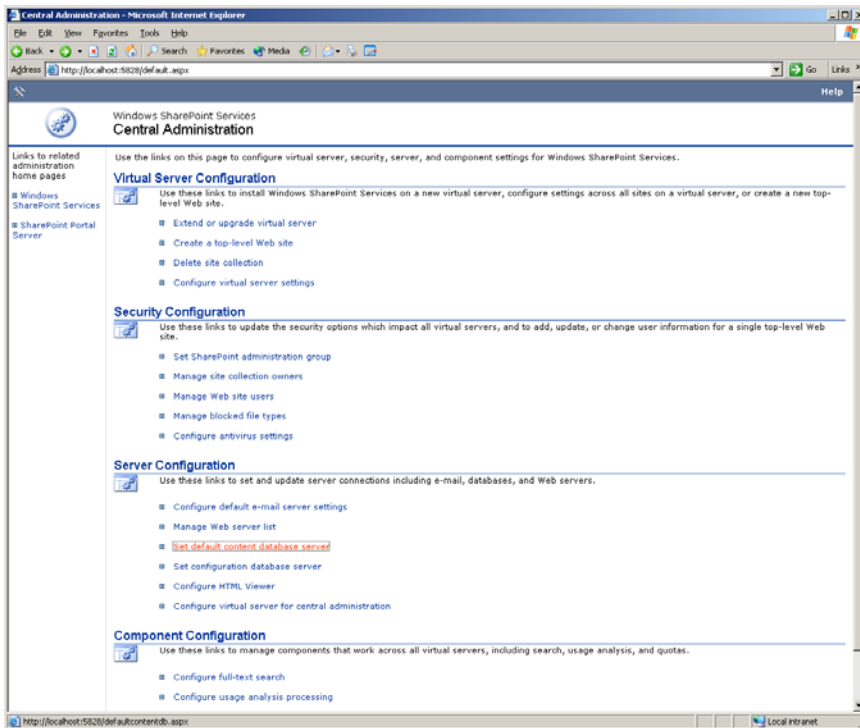 Central Administration - Microsoft Internet Explorer
File Edit View Favorites Tools Help
Back Search Favorites Media
Address http://localhost:5828/default.aspx Go Links »
Help
Windows SharePoint Services
Central Administration
Links to related
administration
home pages
Windows
SharePoint Services
SharePoint Portal
Server
Use the links on this page to configure virtual server, security, server, and component settings for Windows SharePoint Services.
Virtual Server Configuration
Use these links to install Windows SharePoint Services on a new virtual server, configure settings across all sites on a virtual server, or create a new top-
level Web site.
Extend or upgrade virtual server
Create a top-level Web site
Delete site collection
Configure virtual server settings
Security Configuration
Use these links to update the security options which impact all virtual servers, and to add, update, or change user information for a single top-level Web
site.
Set SharePoint administration group
Manage site collection owners
Manage Web site users
Manage blocked file types
Configure antivirus settings
Server Configuration
Use these links to set and update server connections including e-mail, databases, and Web servers.
Configure default e-mail server settings
Manage Web server list
Set default content database server
Set configuration database server
Configure HTML Viewer
Configure virtual server for central administration
Component Configuration
Use these links to manage components that work across all virtual servers, including search, usage analysis, and quotas.
Configure full-text search
Configure usage analysis processing
http://localhost:5828/defaultcontentdb.aspx Local intranet